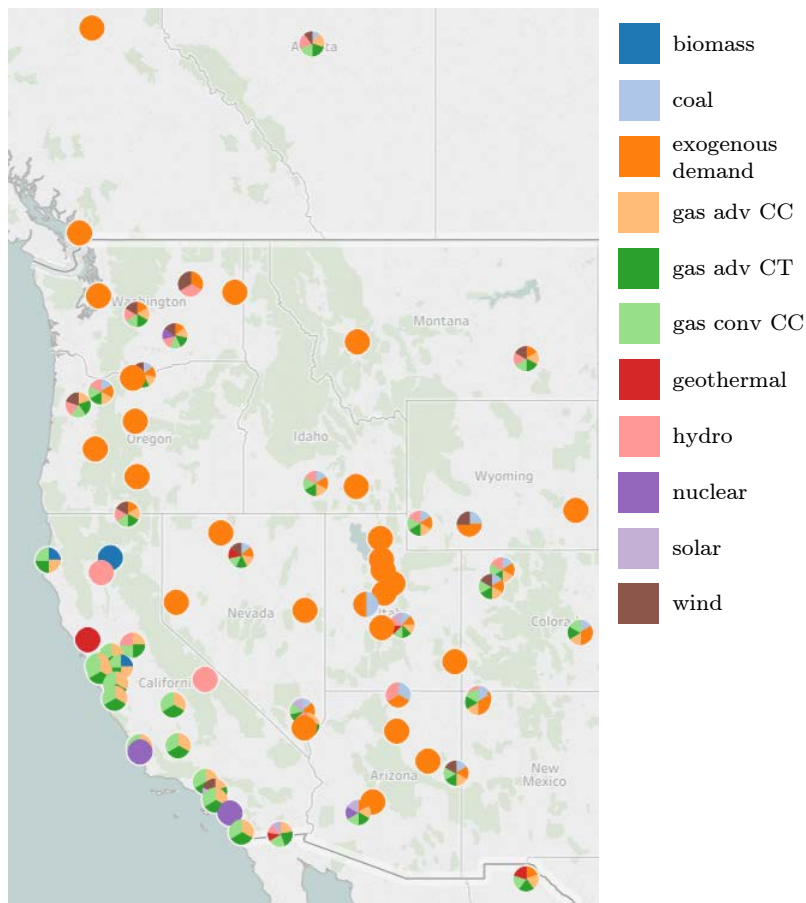 biomass
coal
exogenous
demand
gas adv CC
gas adv CT
gas conv CC
geothermal
hydro
nuclear
solar
wind
Washington
Montana
Oregon
Idaho
Wyoming
Nevada
Californi
Arizona
New
Mexico